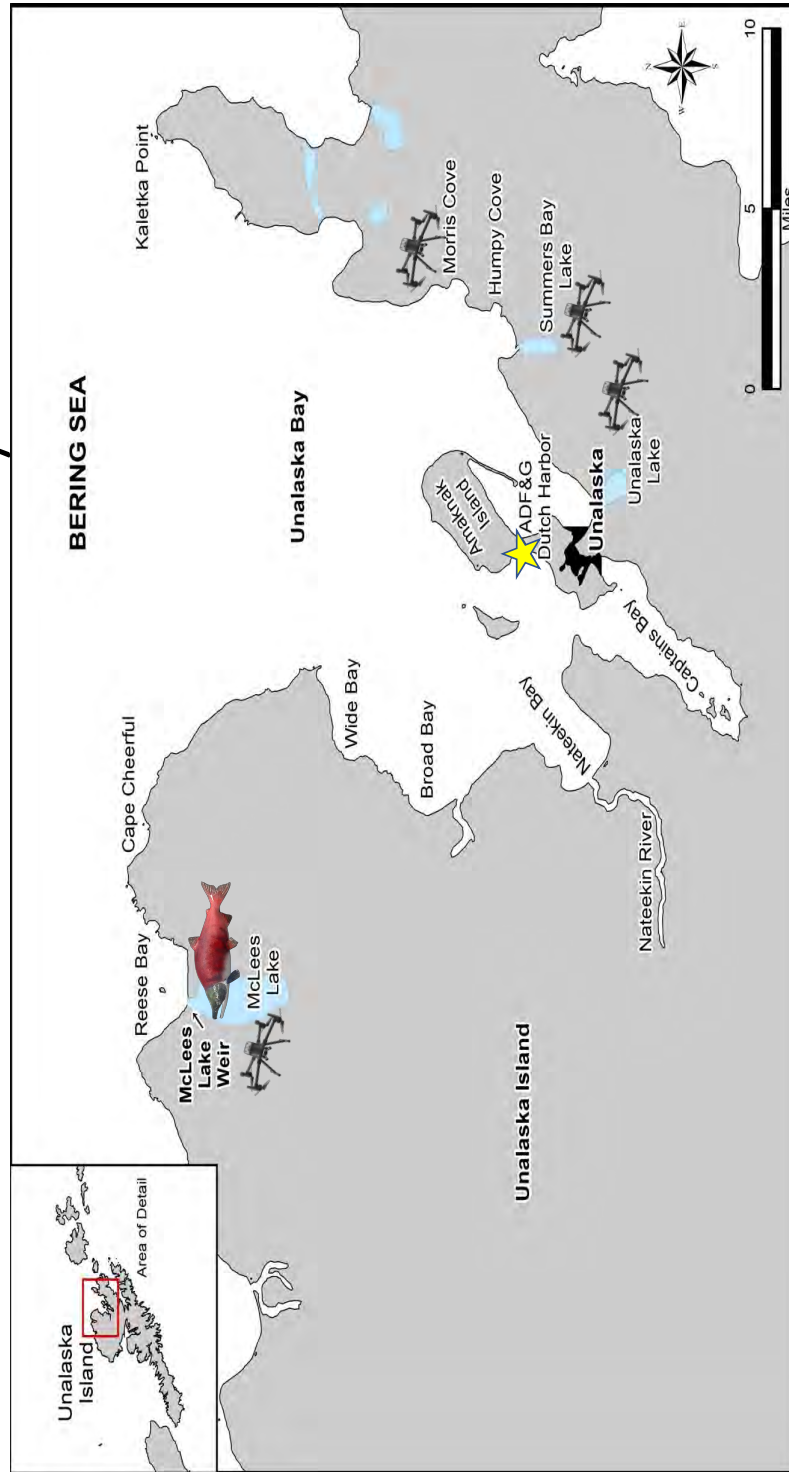 Unalaska
Island
Area of Detail
BERING SEA
Kaletka Point
Cape Cheerful
Reese Bay
McLees
Lake
Weir
McLees
Lake
Unalaska Bay
Wide Bay
Broad Bay
Morris Cove
Humpy Cove
Summers Bay
Lake
Amaknak
Island
ADF&G
Dutch Harbor
Unalaska
Unalaska
Lake
Captains Bay
Nateekin Bay
Nateekin River
Unalaska Island
N
E
S
W
0
5
10
Miles